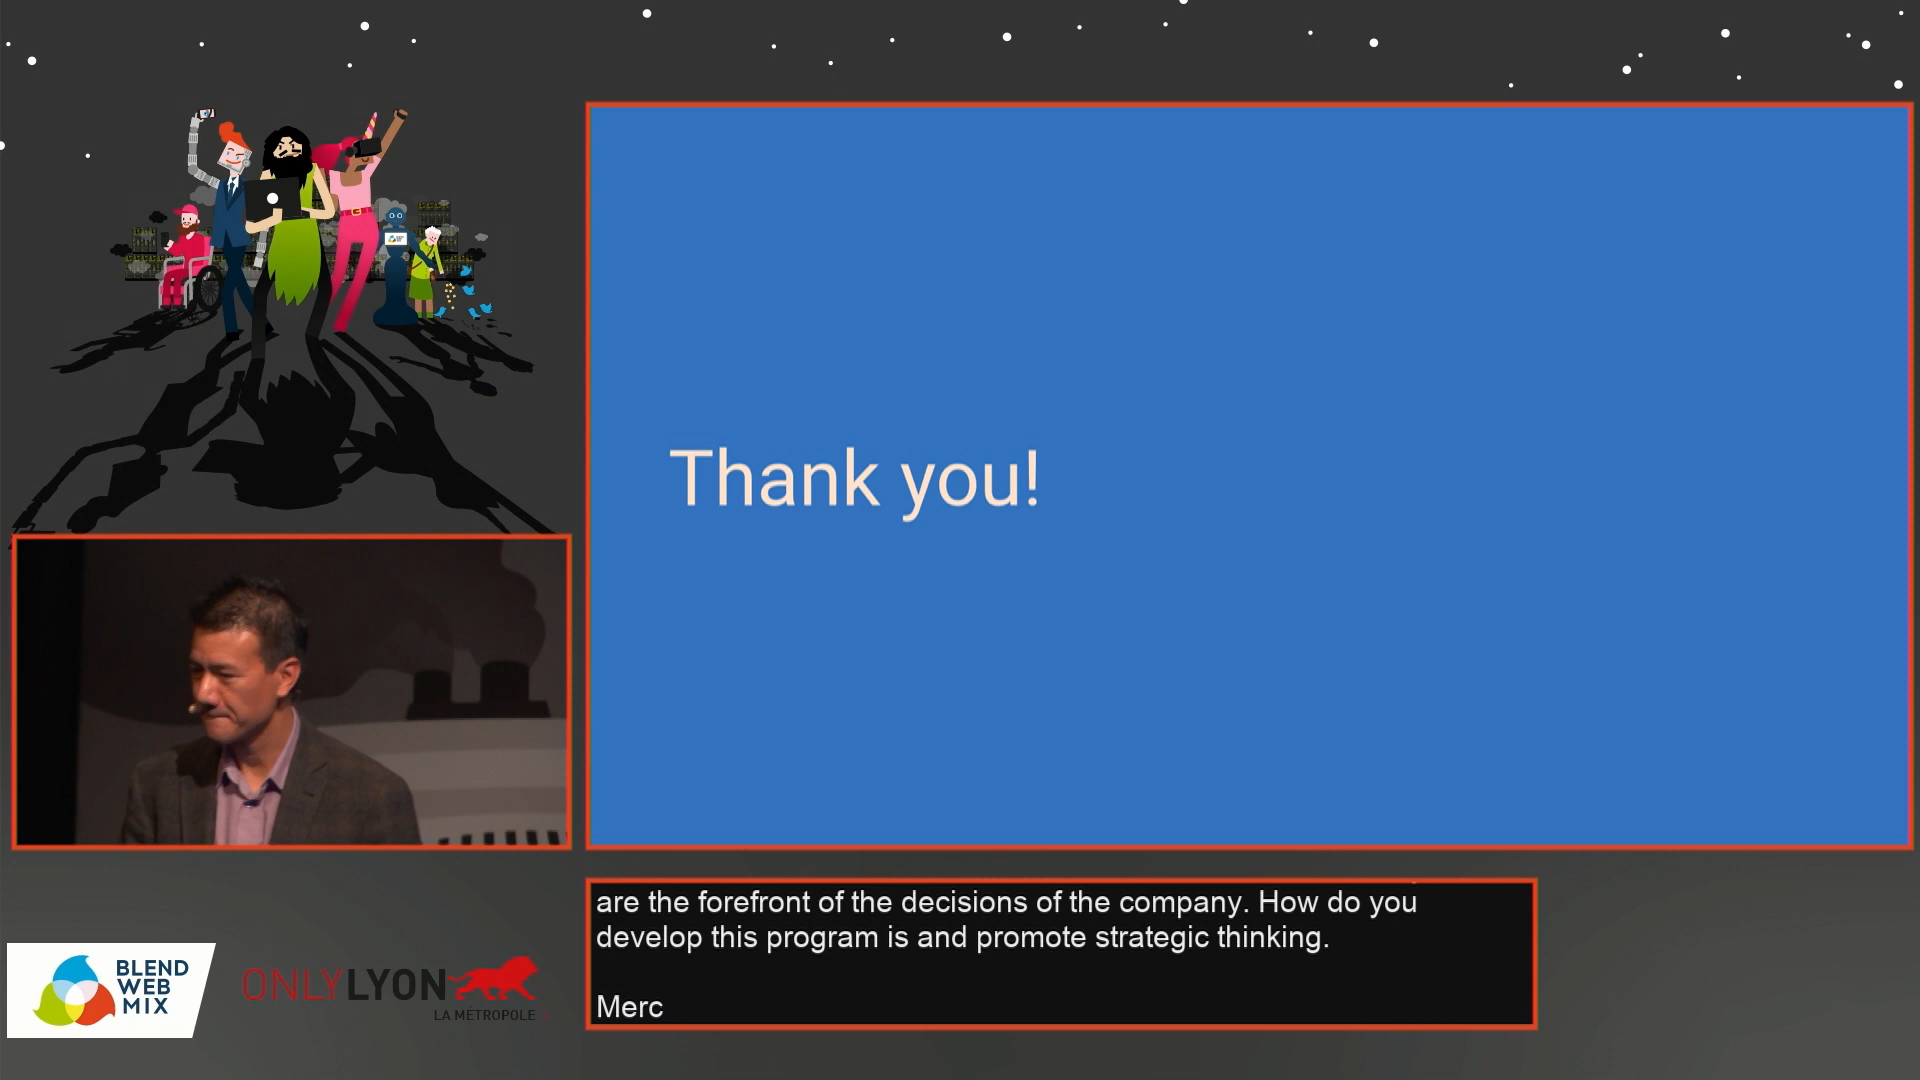 Thank you!
are the forefront of the decisions of the company. How do you
develop this program is and promote strategic thinking.
Merc
BLEND
WEB
MIX
ONLYLYON
LA MÉTROPOLE